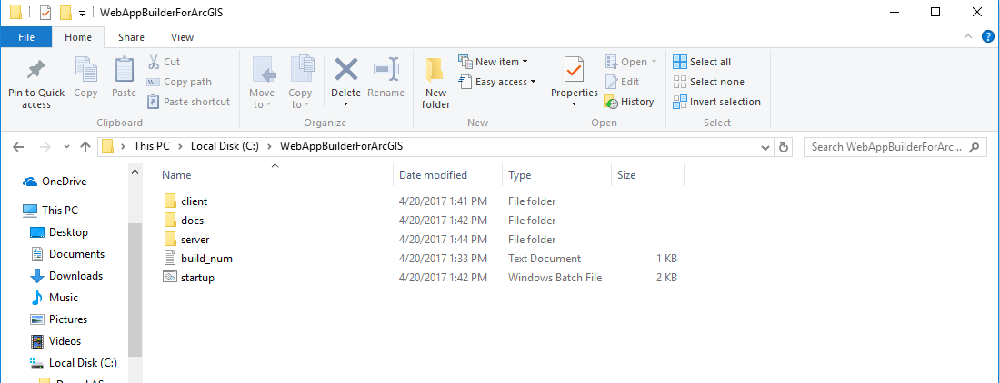 WebAppBuilderForArcGIS
File Home Share View
Pin to Quick access
Copy
Paste
Cut
Copy path
Paste shortcut
Clipboard
Move to
Copy to
Delete
Rename
Organize
New folder
New item
Easy access
New
Properties
Open
Edit
History
Open
Select all
Select none
Invert selection
Select
This PC > Local Disk (C:) > WebAppBuilderForArcGIS
Search WebAppBuilderForArc...
OneDrive
This PC
Desktop
Documents
Downloads
Music
Pictures
Videos
Local Disk (C:)
Name Date modified Type Size
client 4/20/2017 1:41 PM File folder
docs 4/20/2017 1:42 PM File folder
server 4/20/2017 1:44 PM File folder
build_num 4/20/2017 1:33 PM Text Document 1 KB
startup 4/20/2017 1:42 PM Windows Batch File 2 KB